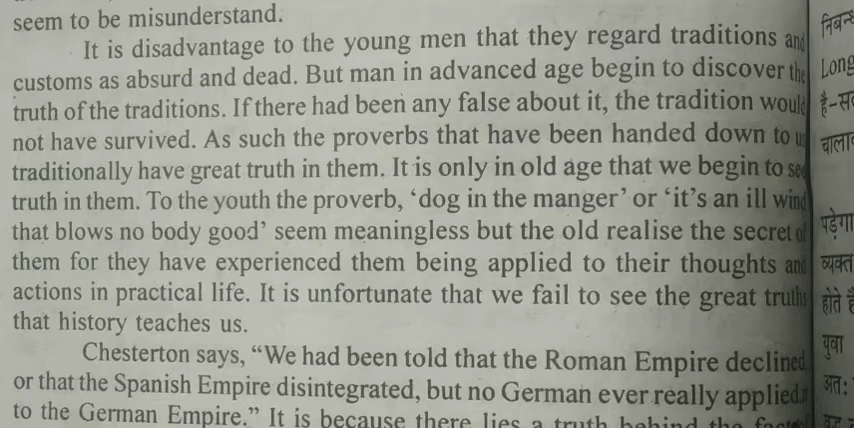 seem to be misunderstand.
It is disadvantage to the young men that they regard traditions and
customs as absurd and dead. But man in advanced age begin to discover the
truth of the traditions. If there had been any false about it, the tradition would
not have survived. As such the proverbs that have been handed down to
traditionally have great truth in them. It is only in old age that we begin to see
truth in them. To the youth the proverb, ‘dog in the manger’ or ‘it’s an ill wind
that blows no body good’ seem meaningless but the old realise the secret of
them for they have experienced them being applied to their thoughts and
actions in practical life. It is unfortunate that we fail to see the great truths
that history teaches us.
Chesterton says, “We had been told that the Roman Empire declined
or that the Spanish Empire disintegrated, but no German ever really applied
to the German Empire.” It is because there lies a truth behind the
Long
पड़ेगा
व्यक्त
होते
युवा
अतः